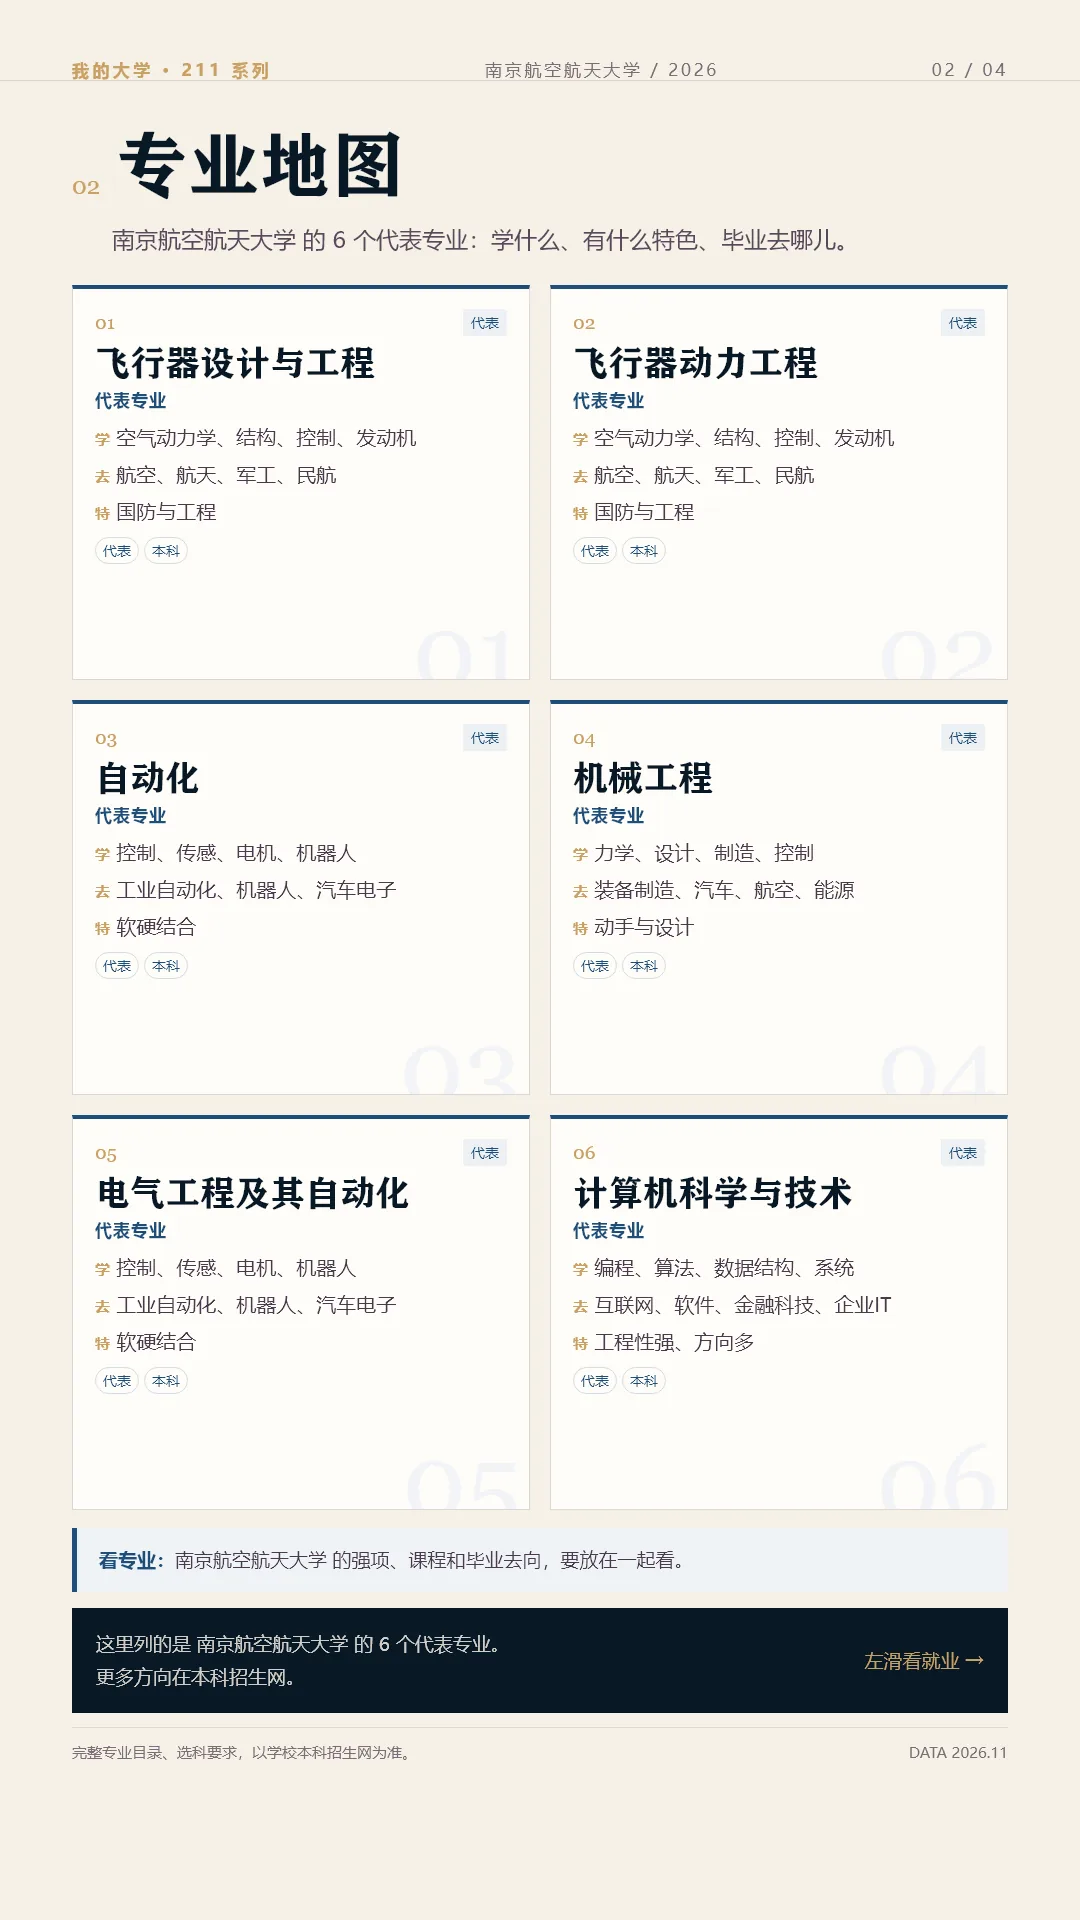 我的大学 • 211 系列
南京航空航天大学 / 2026
02 / 04
02 专业地图
南京航空航天大学 的 6 个代表专业：学什么、有什么特色、毕业去哪儿。
01
代表
飞行器设计与工程
代表专业
学 空气动力学、结构、控制、发动机
去 航空、航天、军工、民航
特 国防与工程
代表 本科
01
02
代表
飞行器动力工程
代表专业
学 空气动力学、结构、控制、发动机
去 航空、航天、军工、民航
特 国防与工程
代表 本科
02
03
代表
自动化
代表专业
学 控制、传感、电机、机器人
去 工业自动化、机器人、汽车电子
特 软硬结合
代表 本科
03
04
代表
机械工程
代表专业
学 力学、设计、制造、控制
去 装备制造、汽车、航空、能源
特 动手与设计
代表 本科
04
05
代表
电气工程及其自动化
代表专业
学 控制、传感、电机、机器人
去 工业自动化、机器人、汽车电子
特 软硬结合
代表 本科
05
06
代表
计算机科学与技术
代表专业
学 编程、算法、数据结构、系统
去 互联网、软件、金融科技、企业IT
特 工程性强、方向多
代表 本科
06
看专业：南京航空航天大学 的强项、课程和毕业去向，要放在一起看。
这里列的是 南京航空航天大学 的 6 个代表专业。
更多方向在本科招生网。
左滑看就业 →
完整专业目录、选科要求，以学校本科招生网为准。
DATA 2026.11